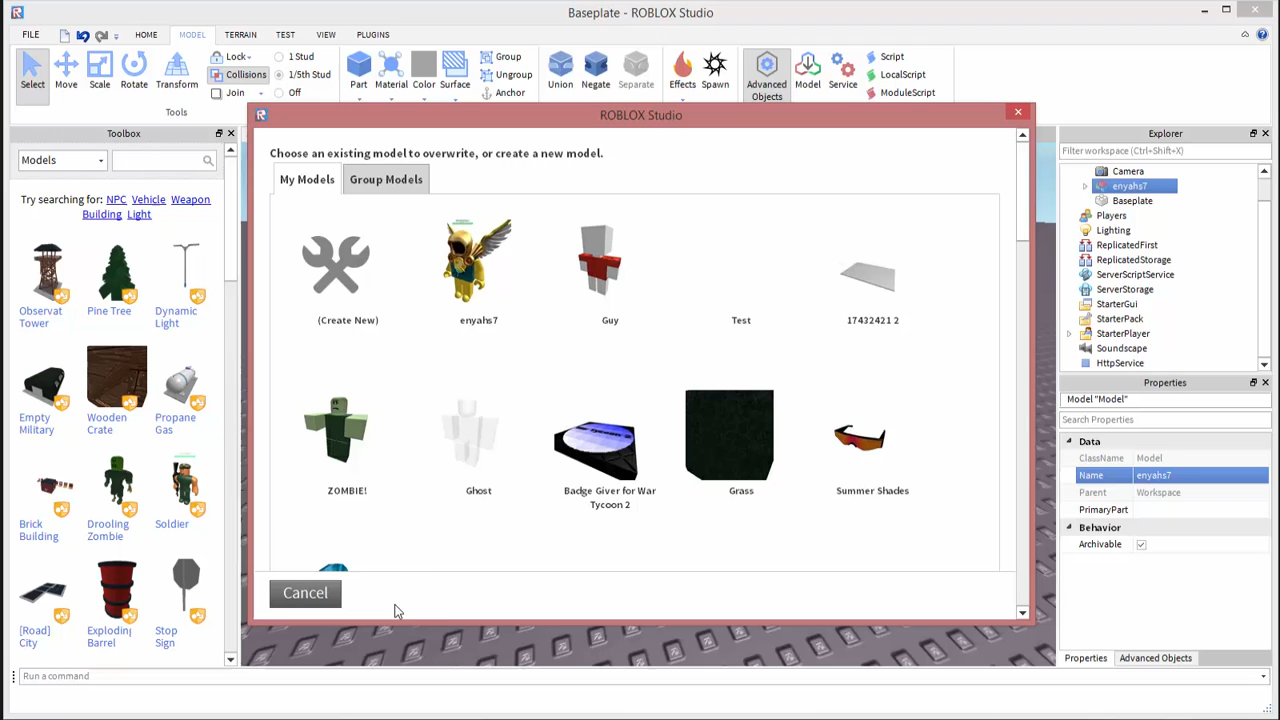 Baseplate - ROBLOX Studio
FILE HOME MODEL TERRAIN TEST VIEW PLUGINS
Select Move Scale Rotate Transform
Lock 1 Stud
Collisions 1/5th Stud
Join Off
Tools
Part Material Color Surface
Group
Ungroup
Anchor
Union Negate Separate
Effects Spawn
Advanced Objects
Model Service
Script
LocalScript
ModuleScript
Toolbox
Models
Try searching for: NPC Vehicle Weapon
Building Light
Observat Tower
Pine Tree
Dynamic Light
Empty Military
Wooden Crate
Propane Gas
Brick Building
Drooling Zombie
Soldier
[Road] City
Exploding Barrel
Stop Sign
ROBLOX Studio
Choose an existing model to overwrite, or create a new model.
My Models Group Models
(Create New) enyahs7 Guy Test 17432421 2
ZOMBIE! Ghost Badge Giver for War Tycoon 2 Grass Summer Shades
Cancel
Explorer
Filter workspace (Ctrl+Shift+X)
Camera
enyahs7
Baseplate
Players
Lighting
ReplicatedFirst
ReplicatedStorage
ServerScriptService
ServerStorage
StarterGui
StarterPack
StarterPlayer
Soundscape
HttpService
Properties
Model "Model"
Search Properties
Data
ClassName Model
Name enyahs7
Parent Workspace
PrimaryPart
Behavior
Archivable
Properties Advanced Objects
Run a command